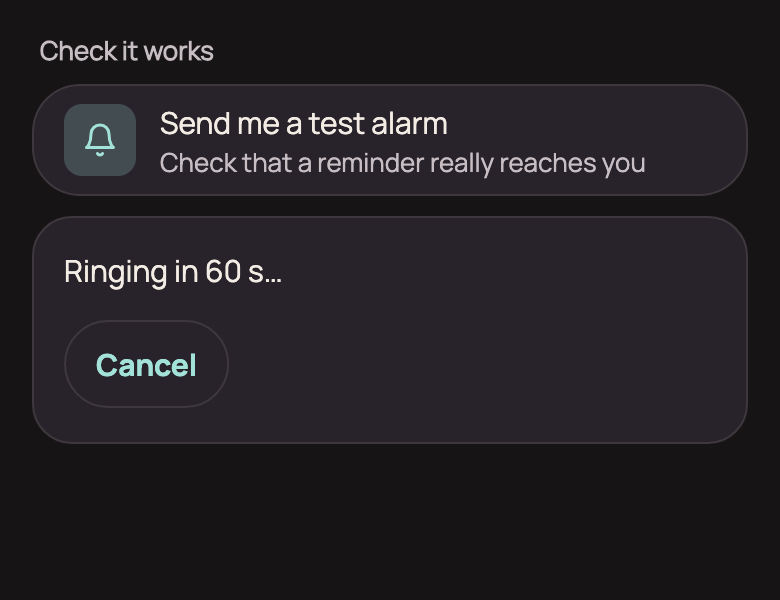 Check it works
Send me a test alarm
Check that a reminder really reaches you
Ringing in 60 s…
Cancel